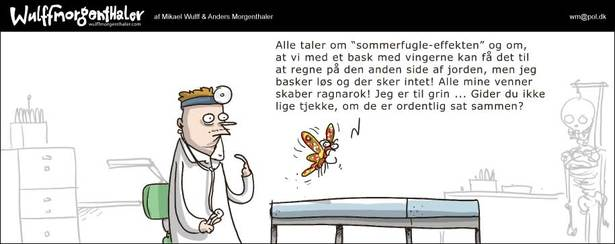 Wulffmorgenthaler
wulffmorgenthaler.com
af Mikael Wulff & Anders Morgenthaler
wm@pol.dk
Alle taler om "sommerfugle-effekten" og om,
at vi med et bask med vingerne kan få det til
at regne på den anden side af jorden, men jeg
basker løs og der sker intet! Alle mine venner
skaber ragnarok! Jeg er til grin ... Gider du ikke
lige tjekke, om de er ordentlig sat sammen?